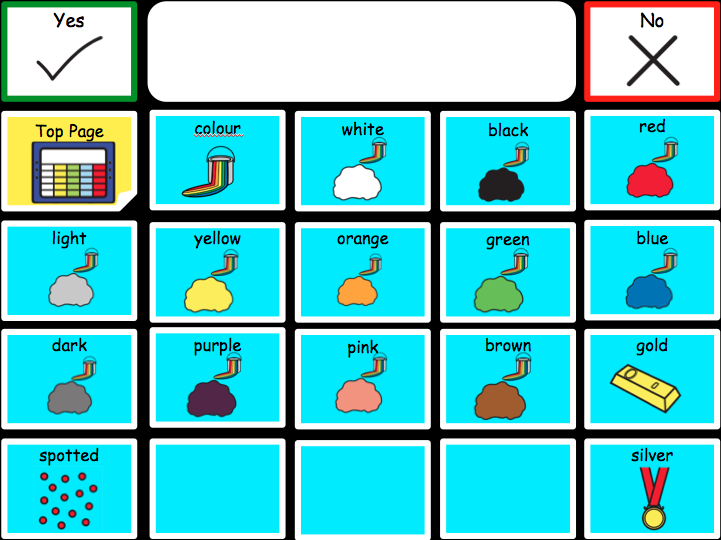 Yes
No
Top Page
colour
white
black
red
light
yellow
orange
green
blue
dark
purple
pink
brown
gold
spotted
silver